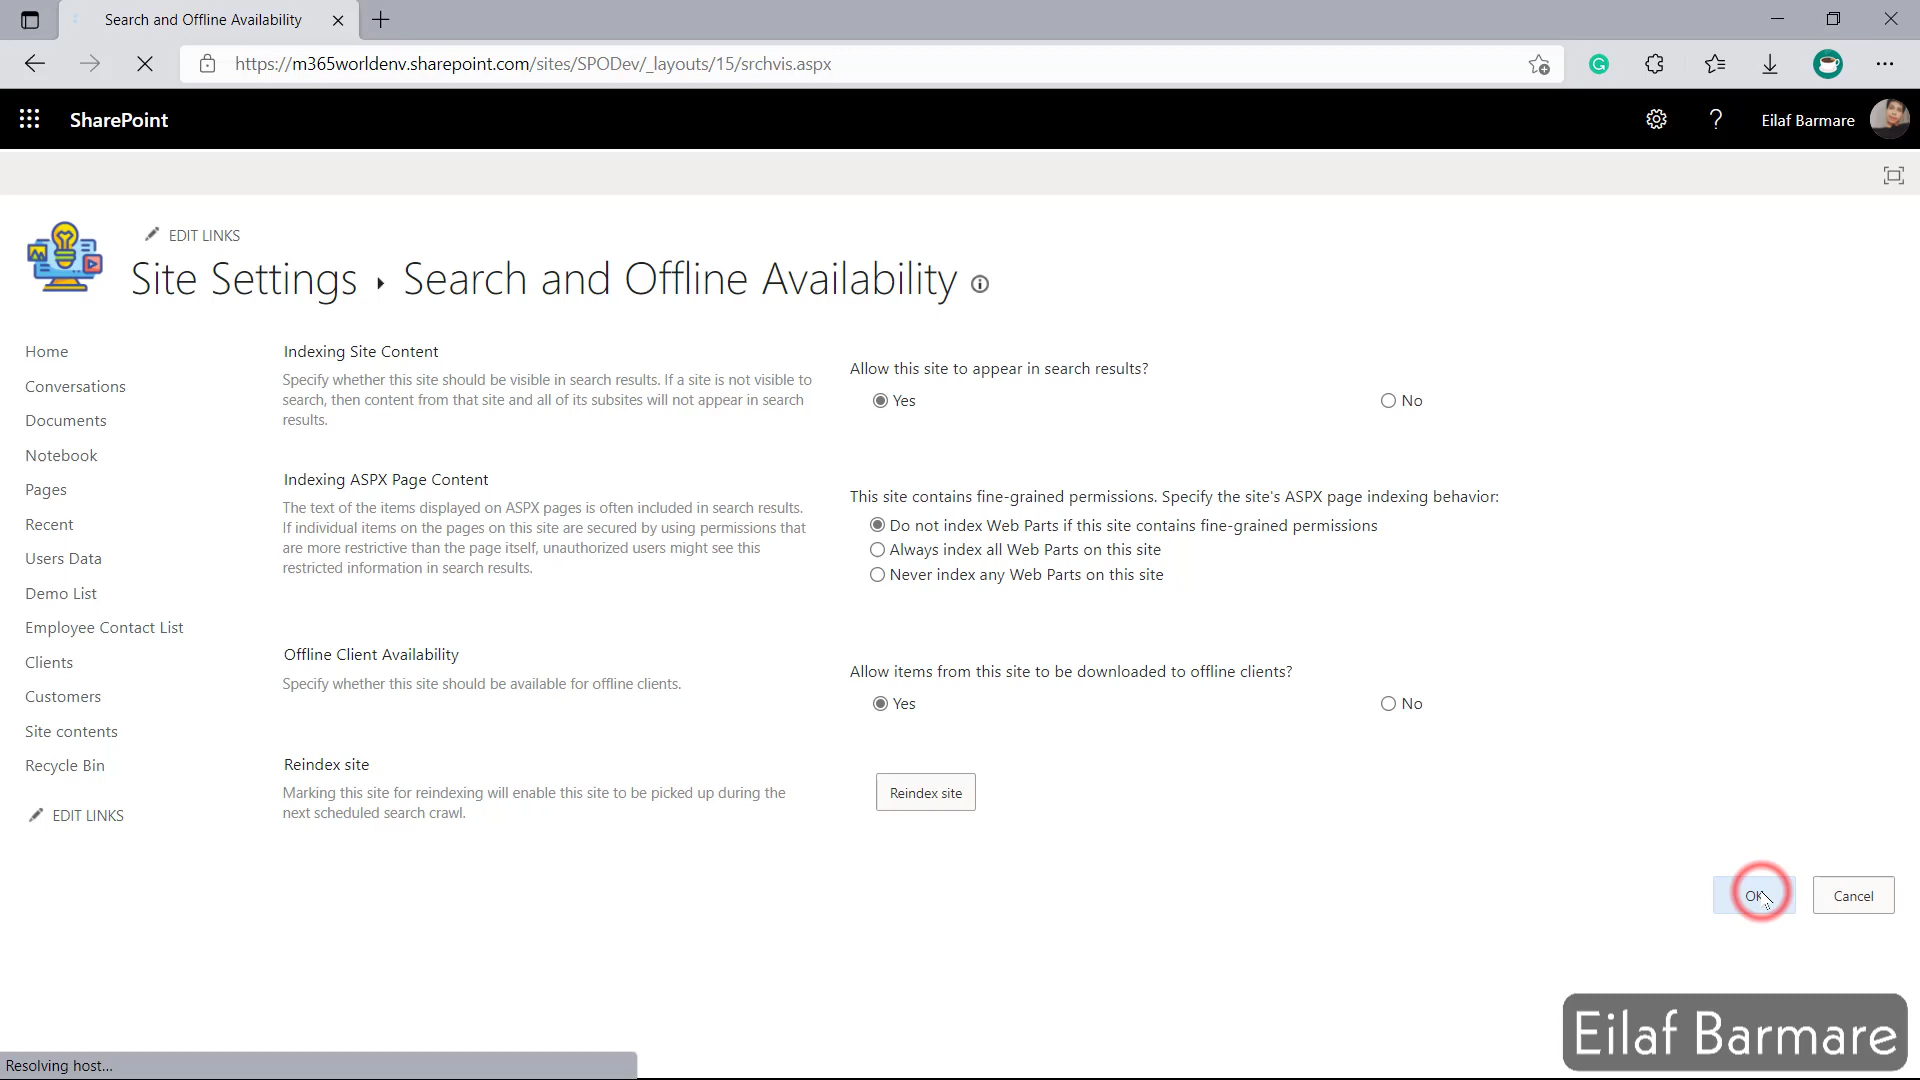 Search and Offline Availability
https://m365worldenv.sharepoint.com/sites/SPODev/_layouts/15/srchvis.aspx
SharePoint
Eilaf Barmare
EDIT LINKS
Site Settings ▸ Search and Offline Availability
Home
Conversations
Documents
Notebook
Pages
Recent
Users Data
Demo List
Employee Contact List
Clients
Customers
Site contents
Recycle Bin
EDIT LINKS
Indexing Site Content
Specify whether this site should be visible in search results. If a site is not visible to
search, then content from that site and all of its subsites will not appear in search
results.
Allow this site to appear in search results?
Yes No
Indexing ASPX Page Content
The text of the items displayed on ASPX pages is often included in search results.
If individual items on the pages on this site are secured by using permissions that
are more restrictive than the page itself, unauthorized users might see this
restricted information in search results.
This site contains fine-grained permissions. Specify the site's ASPX page indexing behavior:
Do not index Web Parts if this site contains fine-grained permissions
Always index all Web Parts on this site
Never index any Web Parts on this site
Offline Client Availability
Specify whether this site should be available for offline clients.
Allow items from this site to be downloaded to offline clients?
Yes No
Reindex site
Marking this site for reindexing will enable this site to be picked up during the
next scheduled search crawl.
Reindex site
OK Cancel
Eilaf Barmare
Resolving host...